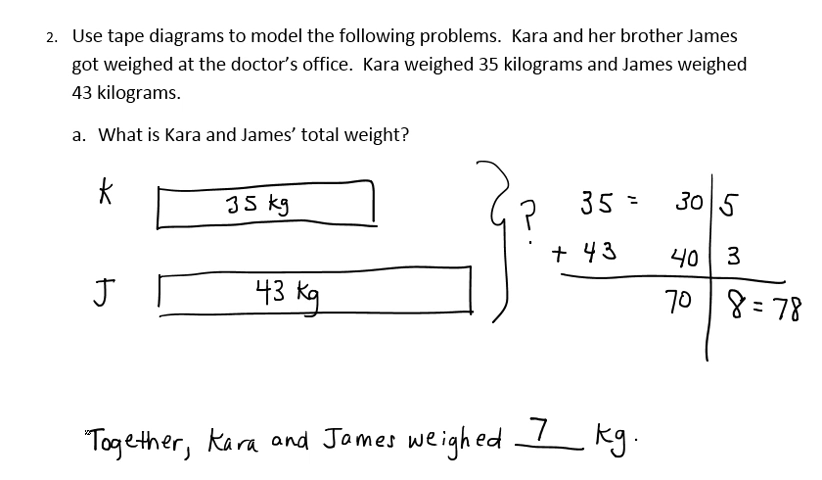 2. Use tape diagrams to model the following problems. Kara and her brother James
got weighed at the doctor's office. Kara weighed 35 kilograms and James weighed
43 kilograms.
a. What is Kara and James' total weight?
K 35 kg
J 43 kg
?
35 = 30 5
+ 43 40 3
70 8 = 78
Together, Kara and James weighed 7 kg.